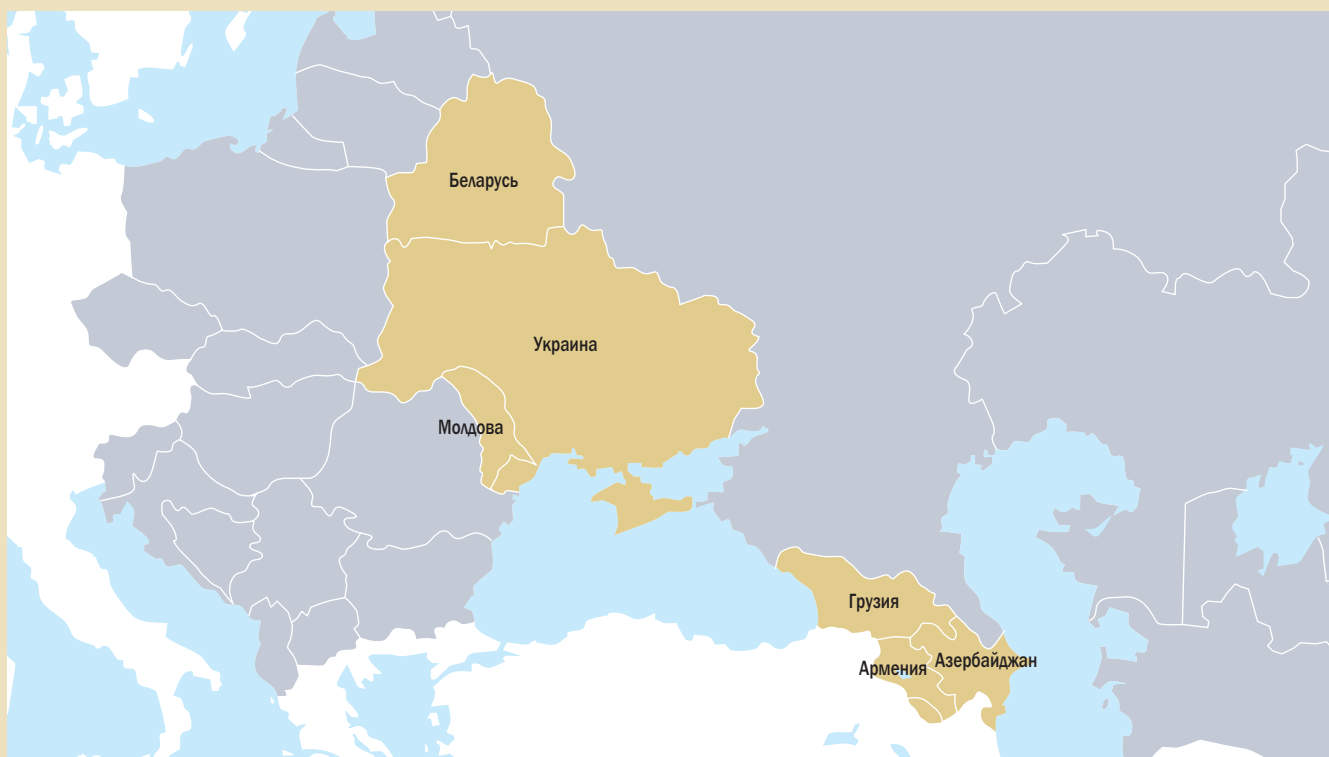 Беларусь
Украина
Молдова
Грузия
Армения
Азербайджан